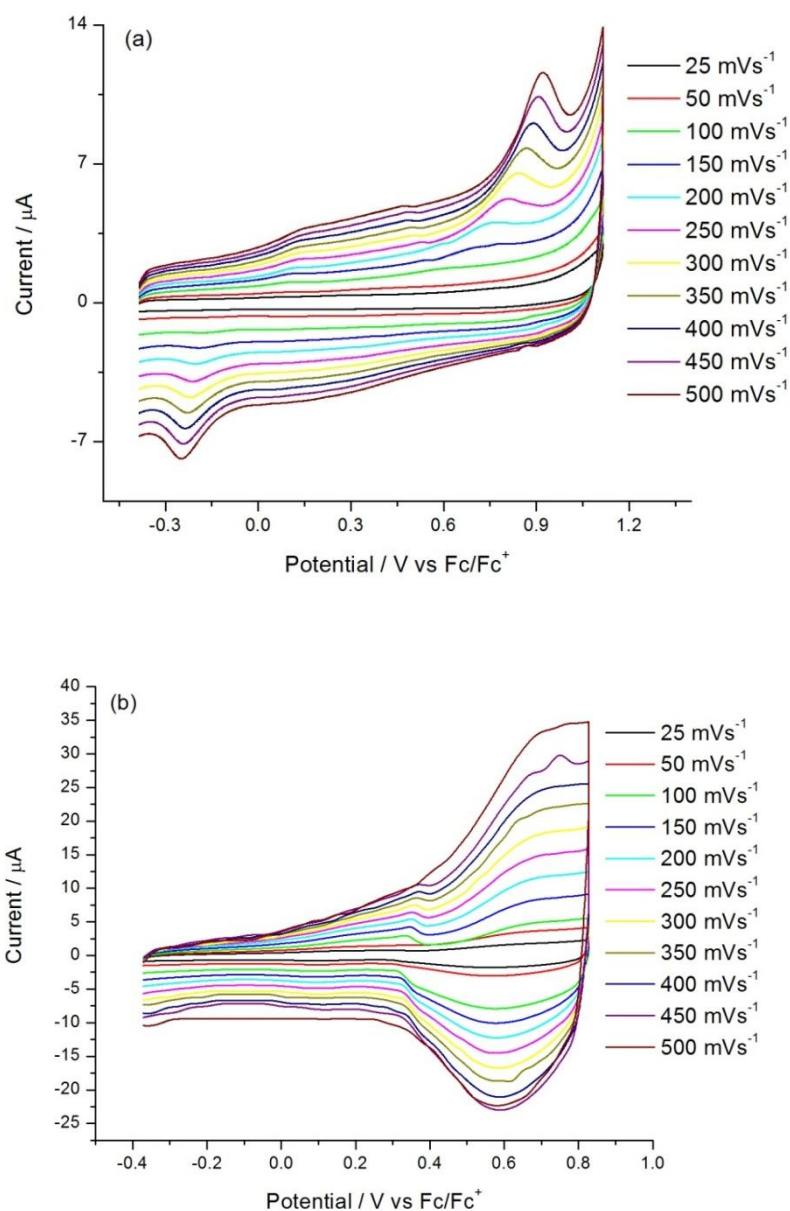 (a)
14
7
0
-7
Current / μA
-0.3 0.0 0.3 0.6 0.9 1.2
Potential / V vs Fc/Fc⁺
25 mVs⁻¹
50 mVs⁻¹
100 mVs⁻¹
150 mVs⁻¹
200 mVs⁻¹
250 mVs⁻¹
300 mVs⁻¹
350 mVs⁻¹
400 mVs⁻¹
450 mVs⁻¹
500 mVs⁻¹
(b)
40
35
30
25
20
15
10
5
0
-5
-10
-15
-20
-25
Current / μA
-0.4 -0.2 0.0 0.2 0.4 0.6 0.8 1.0
Potential / V vs Fc/Fc⁺
25 mVs⁻¹
50 mVs⁻¹
100 mVs⁻¹
150 mVs⁻¹
200 mVs⁻¹
250 mVs⁻¹
300 mVs⁻¹
350 mVs⁻¹
400 mVs⁻¹
450 mVs⁻¹
500 mVs⁻¹